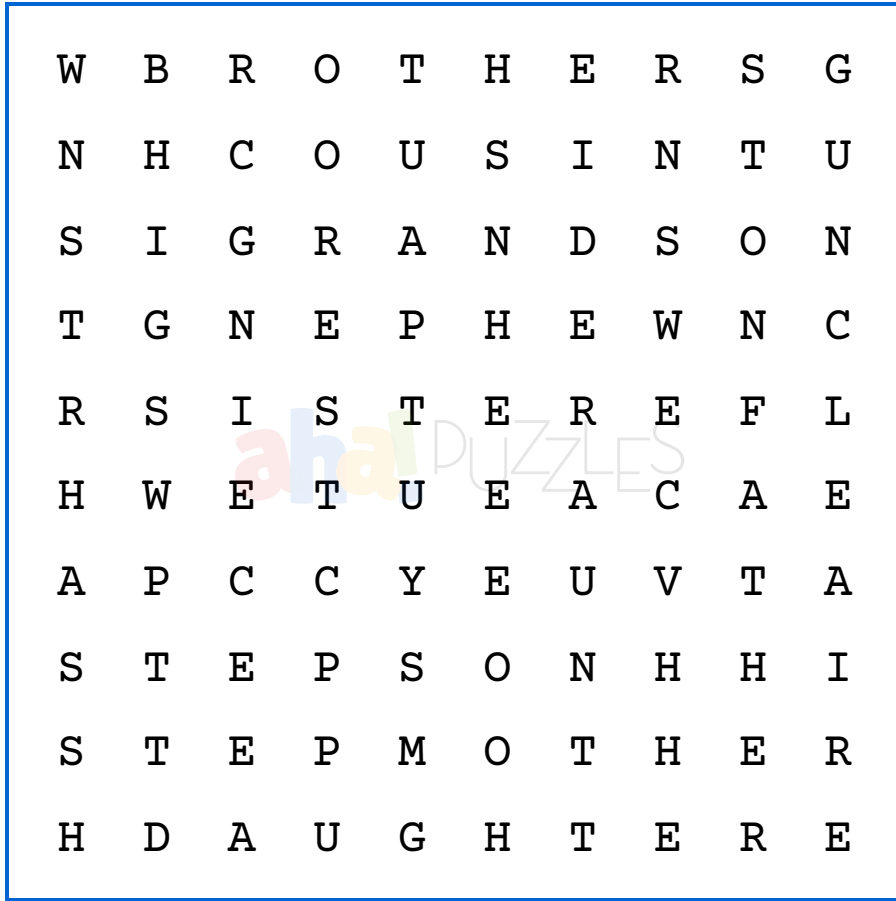 W B R O T H E R S G
N H C O U S I N T U
S I G R A N D S O N
T G N E P H E W N C
R S I S T E R E F L
aha! PUZZLES
H W E T U E A C A E
A P C C Y E U V T A
S T E P S O N H H I
S T E P M O T H E R
H D A U G H T E R E